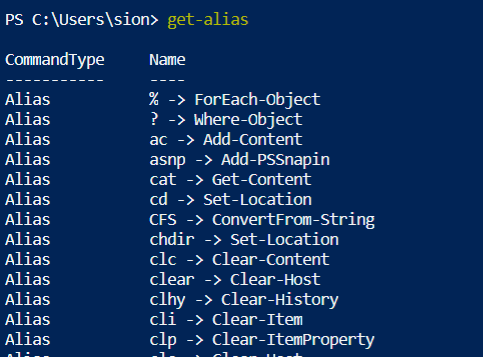 PS C:\Users\sion> get-alias
CommandType Name
----------- ----
Alias % -> ForEach-Object
Alias ? -> Where-Object
Alias ac -> Add-Content
Alias asnp -> Add-PSSnapin
Alias cat -> Get-Content
Alias cd -> Set-Location
Alias CFS -> ConvertFrom-String
Alias chdir -> Set-Location
Alias clc -> Clear-Content
Alias clear -> Clear-Host
Alias clhy -> Clear-History
Alias cli -> Clear-Item
Alias clp -> Clear-ItemProperty